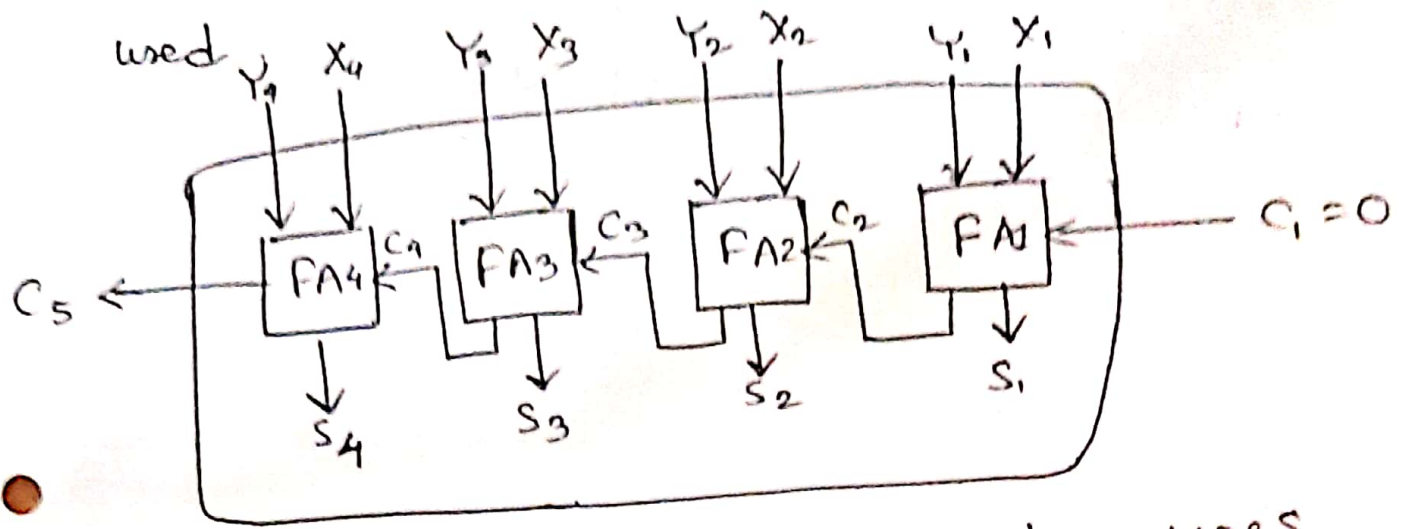 used Y4 X4 Y3 X3 Y2 X2 Y1 X1
FA4 C4 FA3 C3 FA2 C2 FA1 C1 = 0
C5
S4 S3 S2 S1